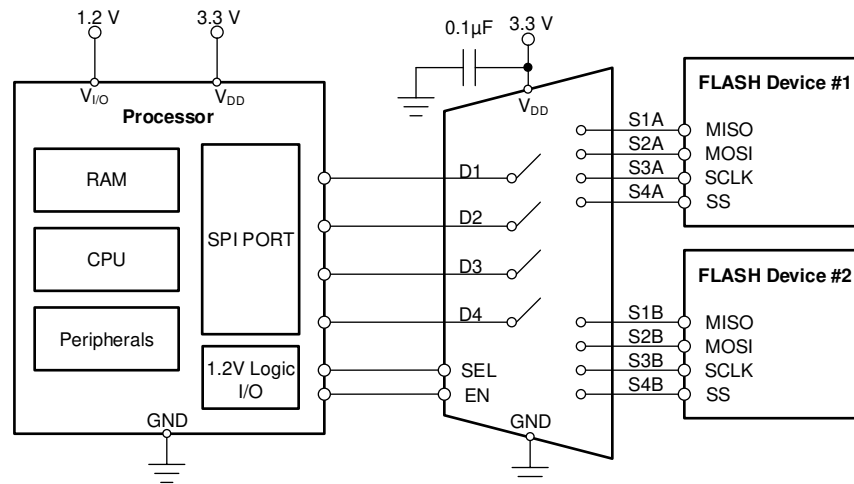 1.2 V
3.3 V
V_I/O
V_DD
Processor
RAM
CPU
Peripherals
SPI PORT
1.2V Logic
I/O
GND
0.1µF
3.3 V
V_DD
D1
D2
D3
D4
SEL
EN
GND
S1A
S2A
S3A
S4A
S1B
S2B
S3B
S4B
FLASH Device #1
MISO
MOSI
SCLK
SS
FLASH Device #2
MISO
MOSI
SCLK
SS